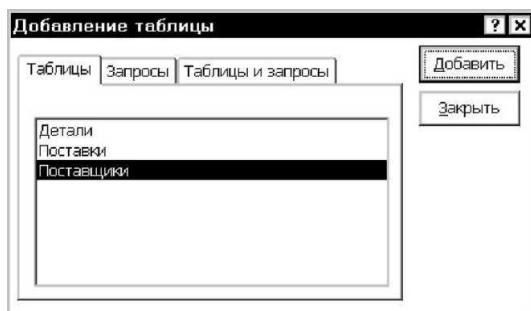 Добавление таблицы
? X
Таблицы Запросы Таблицы и запросы
Добавить
Закрыть
Детали
Поставки
Поставщики